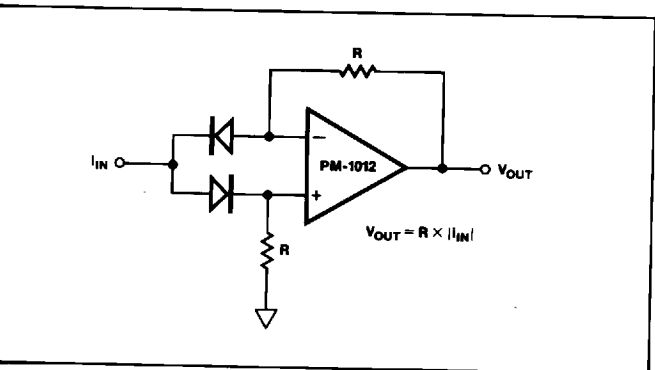 R
I_IN
−
PM-1012
+
V_OUT
V_OUT = R × |I_IN|
R